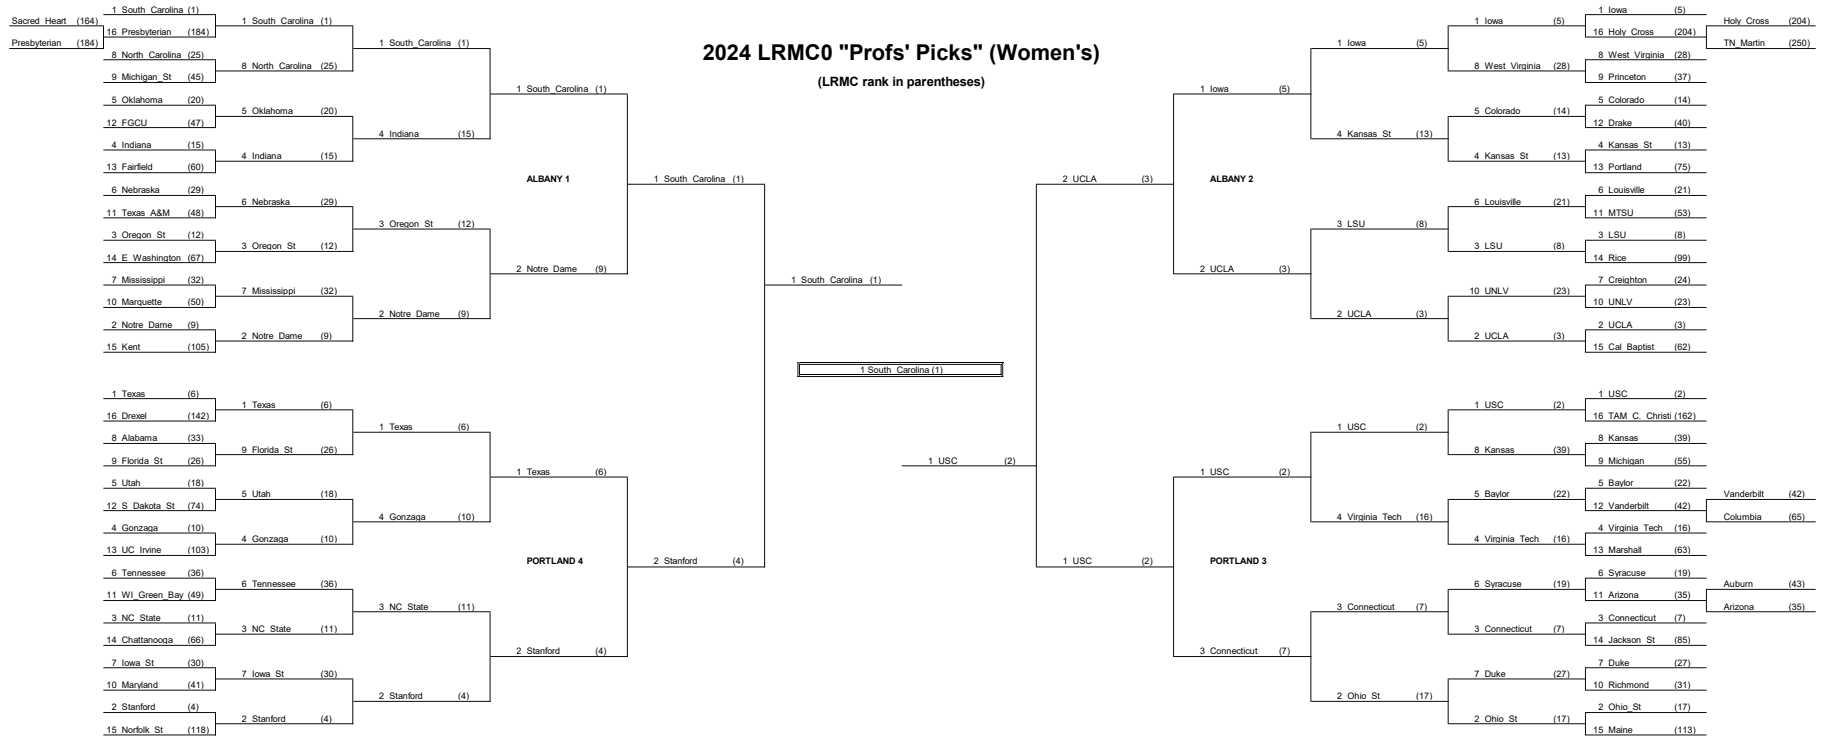 2024 LRMC0 "Profs' Picks" (Women's)
(LRMC rank in parentheses)
Sacred Heart (164)
Presbyterian (184)
1 South Carolina (1)
16 Presbyterian (184)
8 North Carolina (25)
9 Michigan_St (45)
5 Oklahoma (20)
12 FGCU (47)
4 Indiana (15)
13 Fairfield (60)
6 Nebraska (29)
11 Texas A&M (48)
3 Oregon St (12)
14 E Washington (67)
7 Mississippi (32)
10 Marquette (50)
2 Notre Dame (9)
15 Kent (105)
1 South Carolina (1)
8 North Carolina (25)
5 Oklahoma (20)
4 Indiana (15)
6 Nebraska (29)
3 Oregon St (12)
7 Mississippi (32)
2 Notre Dame (9)
1 South_Carolina (1)
4 Indiana (15)
3 Oregon St (12)
2 Notre Dame (9)
1 South Carolina (1)
2 Notre Dame (9)
ALBANY 1
1 South Carolina (1)
1 Texas (6)
16 Drexel (142)
8 Alabama (33)
9 Florida St (26)
5 Utah (18)
12 S Dakota St (74)
4 Gonzaga (10)
13 UC Irvine (103)
6 Tennessee (36)
11 WI_Green_Bay (49)
3 NC State (11)
14 Chattanooga (66)
7 Iowa St (30)
10 Maryland (41)
2 Stanford (4)
15 Norfolk St (118)
1 Texas (6)
9 Florida St (26)
5 Utah (18)
4 Gonzaga (10)
6 Tennessee (36)
3 NC State (11)
7 Iowa St (30)
2 Stanford (4)
1 Texas (6)
4 Gonzaga (10)
3 NC State (11)
2 Stanford (4)
1 Texas (6)
2 Stanford (4)
PORTLAND 4
2 Stanford (4)
1 South Carolina (1)
1 South Carolina (1)
1 USC (2)
2 UCLA (3)
ALBANY 2
1 Iowa (5)
2 UCLA (3)
1 Iowa (5)
4 Kansas St (13)
3 LSU (8)
2 UCLA (3)
1 Iowa (5)
8 West Virginia (28)
5 Colorado (14)
4 Kansas St (13)
6 Louisville (21)
3 LSU (8)
10 UNLV (23)
2 UCLA (3)
1 Iowa (5)
16 Holy Cross (204)
8 West Virginia (28)
9 Princeton (37)
5 Colorado (14)
12 Drake (40)
4 Kansas St (13)
13 Portland (75)
6 Louisville (21)
11 MTSU (53)
3 LSU (8)
14 Rice (99)
7 Creighton (24)
10 UNLV (23)
2 UCLA (3)
15 Cal Baptist (62)
Holy Cross (204)
TN_Martin (250)
1 USC (2)
PORTLAND 3
1 USC (2)
3 Connecticut (7)
1 USC (2)
4 Virginia Tech (16)
3 Connecticut (7)
2 Ohio St (17)
1 USC (2)
8 Kansas (39)
5 Baylor (22)
4 Virginia Tech (16)
6 Syracuse (19)
3 Connecticut (7)
7 Duke (27)
2 Ohio St (17)
1 USC (2)
16 TAM C. Christi (162)
8 Kansas (39)
9 Michigan (55)
5 Baylor (22)
12 Vanderbilt (42)
4 Virginia Tech (16)
13 Marshall (63)
6 Syracuse (19)
11 Arizona (35)
3 Connecticut (7)
14 Jackson St (85)
7 Duke (27)
10 Richmond (31)
2 Ohio_St (17)
15 Maine (113)
Vanderbilt (42)
Columbia (65)
Auburn (43)
Arizona (35)